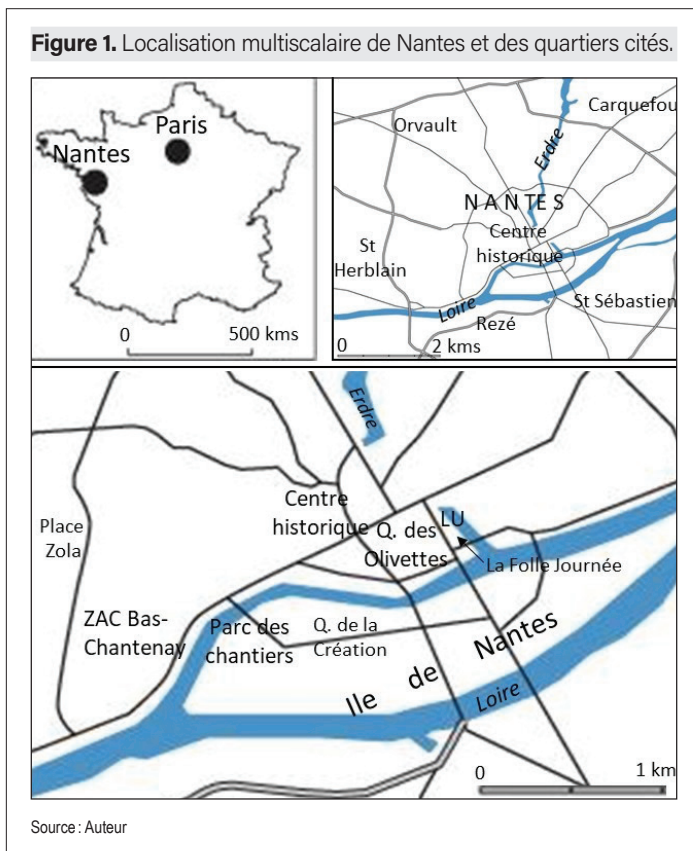 Figure 1. Localisation multiscalaire de Nantes et des quartiers cités.
Paris
Nantes
0 500 kms
Carquefou
Orvault
Erdre
NANTES
Centre
historique
St
Herblain
Loire
St Sébastien
Rezé
0 2 kms
Erdre
Centre
historique
LU
Q. des
Olivettes
Place
Zola
La Folle Journée
ZAC Bas-
Chantenay
Parc des
chantiers
Q. de la
Création
Ile de Nantes
Loire
0 1 km
Source : Auteur